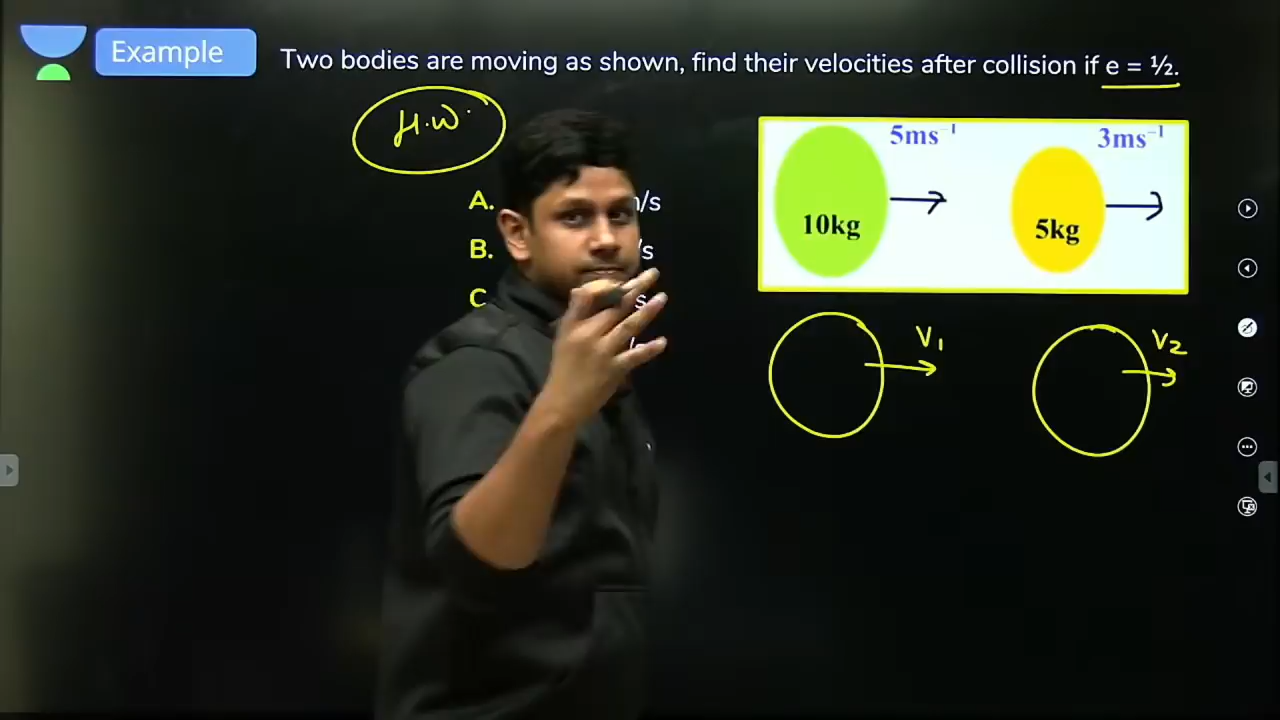 Example
Two bodies are moving as shown, find their velocities after collision if e = ½.
H.W.
5ms⁻¹
3ms⁻¹
A.
/s
B.
/s
10kg
5kg
C
s
V₁
V₂